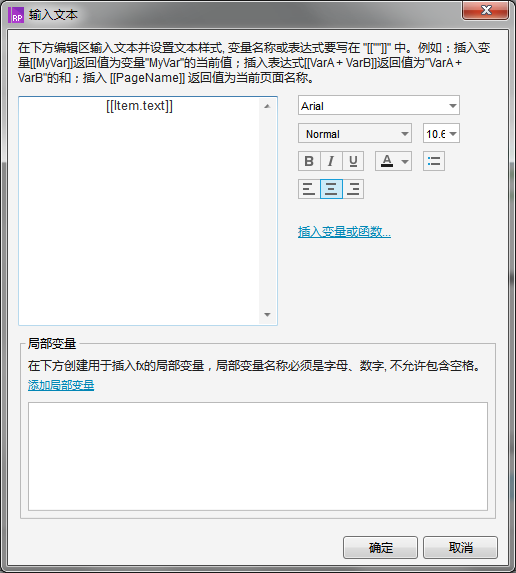 输入文本
在下方编辑区输入文本并设置文本样式, 变量名称或表达式要写在 "[[""]]" 中。例如：插入变
量[[MyVar]]返回值为变量"MyVar"的当前值；插入表达式[[VarA + VarB]]返回值为"VarA +
VarB"的和；插入 [[PageName]] 返回值为当前页面名称。
[[Item.text]]
Arial
Normal
B I U A
插入变量或函数...
局部变量
在下方创建用于插入fx的局部变量，局部变量名称必须是字母、数字, 不允许包含空格。
添加局部变量
确定
取消